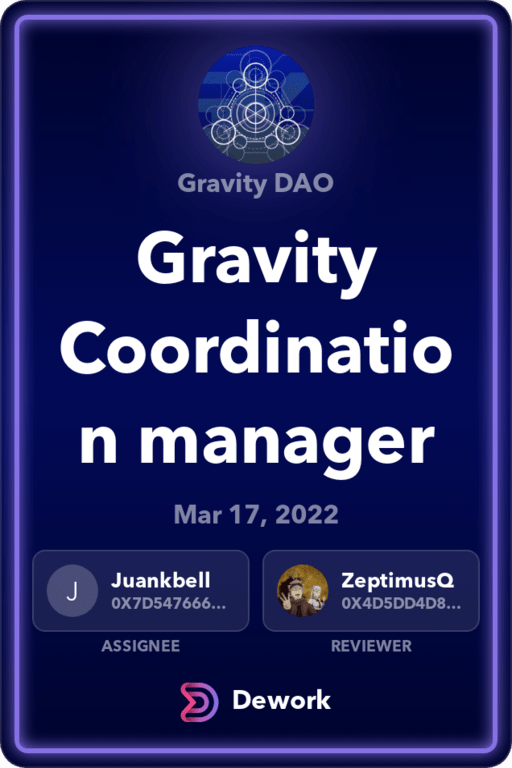 Gravity DAO
Gravity
Coordinatio
n manager
Mar 17, 2022
J
Juankbell
0X7D547666...
ZeptimusQ
0X4D5DD4D8...
ASSIGNEE
REVIEWER
Dework